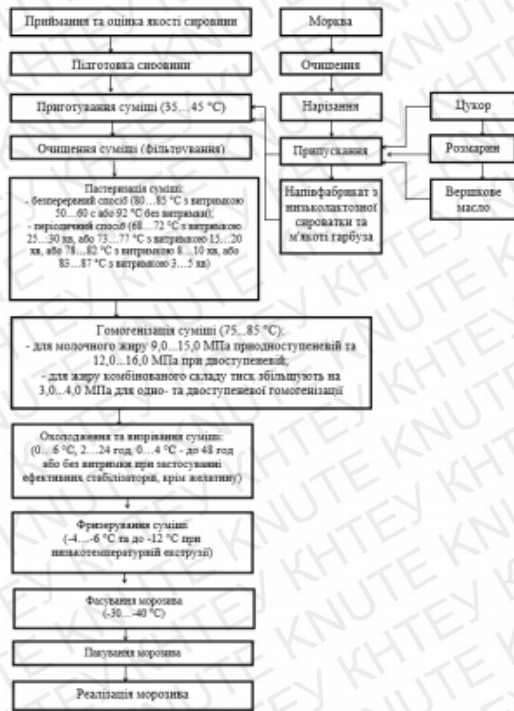 Приймання та оцінка якості сировини
Підготовка сировини
Приготування суміші (35...45 °С)
Очищення суміші (фільтрування)
Пастеризація суміші:
- безперервний спосіб (80...85 °С з витримкою
50...60 с або 92 °С без витримки);
- періодичний спосіб (68...72 °С з витримкою
25...30 хв, або 73...77 °С з витримкою 15...20
хв, або 78...82 °С з витримкою 8...10 хв, або
83...87 °С з витримкою 3...5 хв)
Гомогенізація суміші (75...85 °С):
- для молочного жиру 9,0...15,0 МПа приодноступеневій та
12,0...16,0 МПа при двоступеневій;
- для жиру комбінованого складу тиск збільшують на
3,0...4,0 МПа для одно- та двоступеневої гомогенізації
Охолодження та визрівання суміші:
(0...6 °С, 2...24 год, 0...4 °С - до 48 год
або без витримки при застосуванні
ефективних стабілізаторів, крім желатину)
Фризерування суміші
(-4...-6 °С та до -12 °С при
низькотемпературній екструзії)
Фасування морозива
(-30...-40 °С)
Пакування морозива
Реалізація морозива
Морква
Очищення
Нарізання
Припускання
Напівфабрикат з
низьколактозної
сироватки та
м'якоті гарбуза
Цукор
Розмарин
Вершкове
масло
КНТЕУ KNUTE